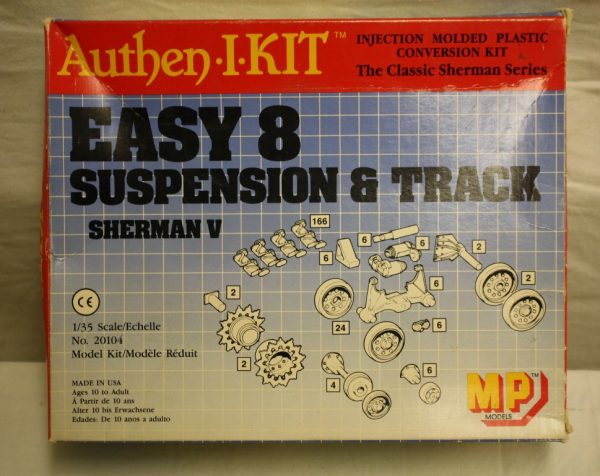 Authen·I·KIT™
INJECTION MOLDED PLASTIC
CONVERSION KIT
The Classic Sherman Series
EASY 8
SUSPENSION & TRACK
SHERMAN V
166
6
6
6
2
6
2
2
24
6
2
4
6
CE
1/35 Scale/Echelle
No. 20104
Model Kit/Modèle Réduit
MADE IN USA
Ages 10 to Adult
À Partir de 10 ans
Alter 10 bis Erwachsene
Edades: De 10 anos a adulto
MP™
MODELS